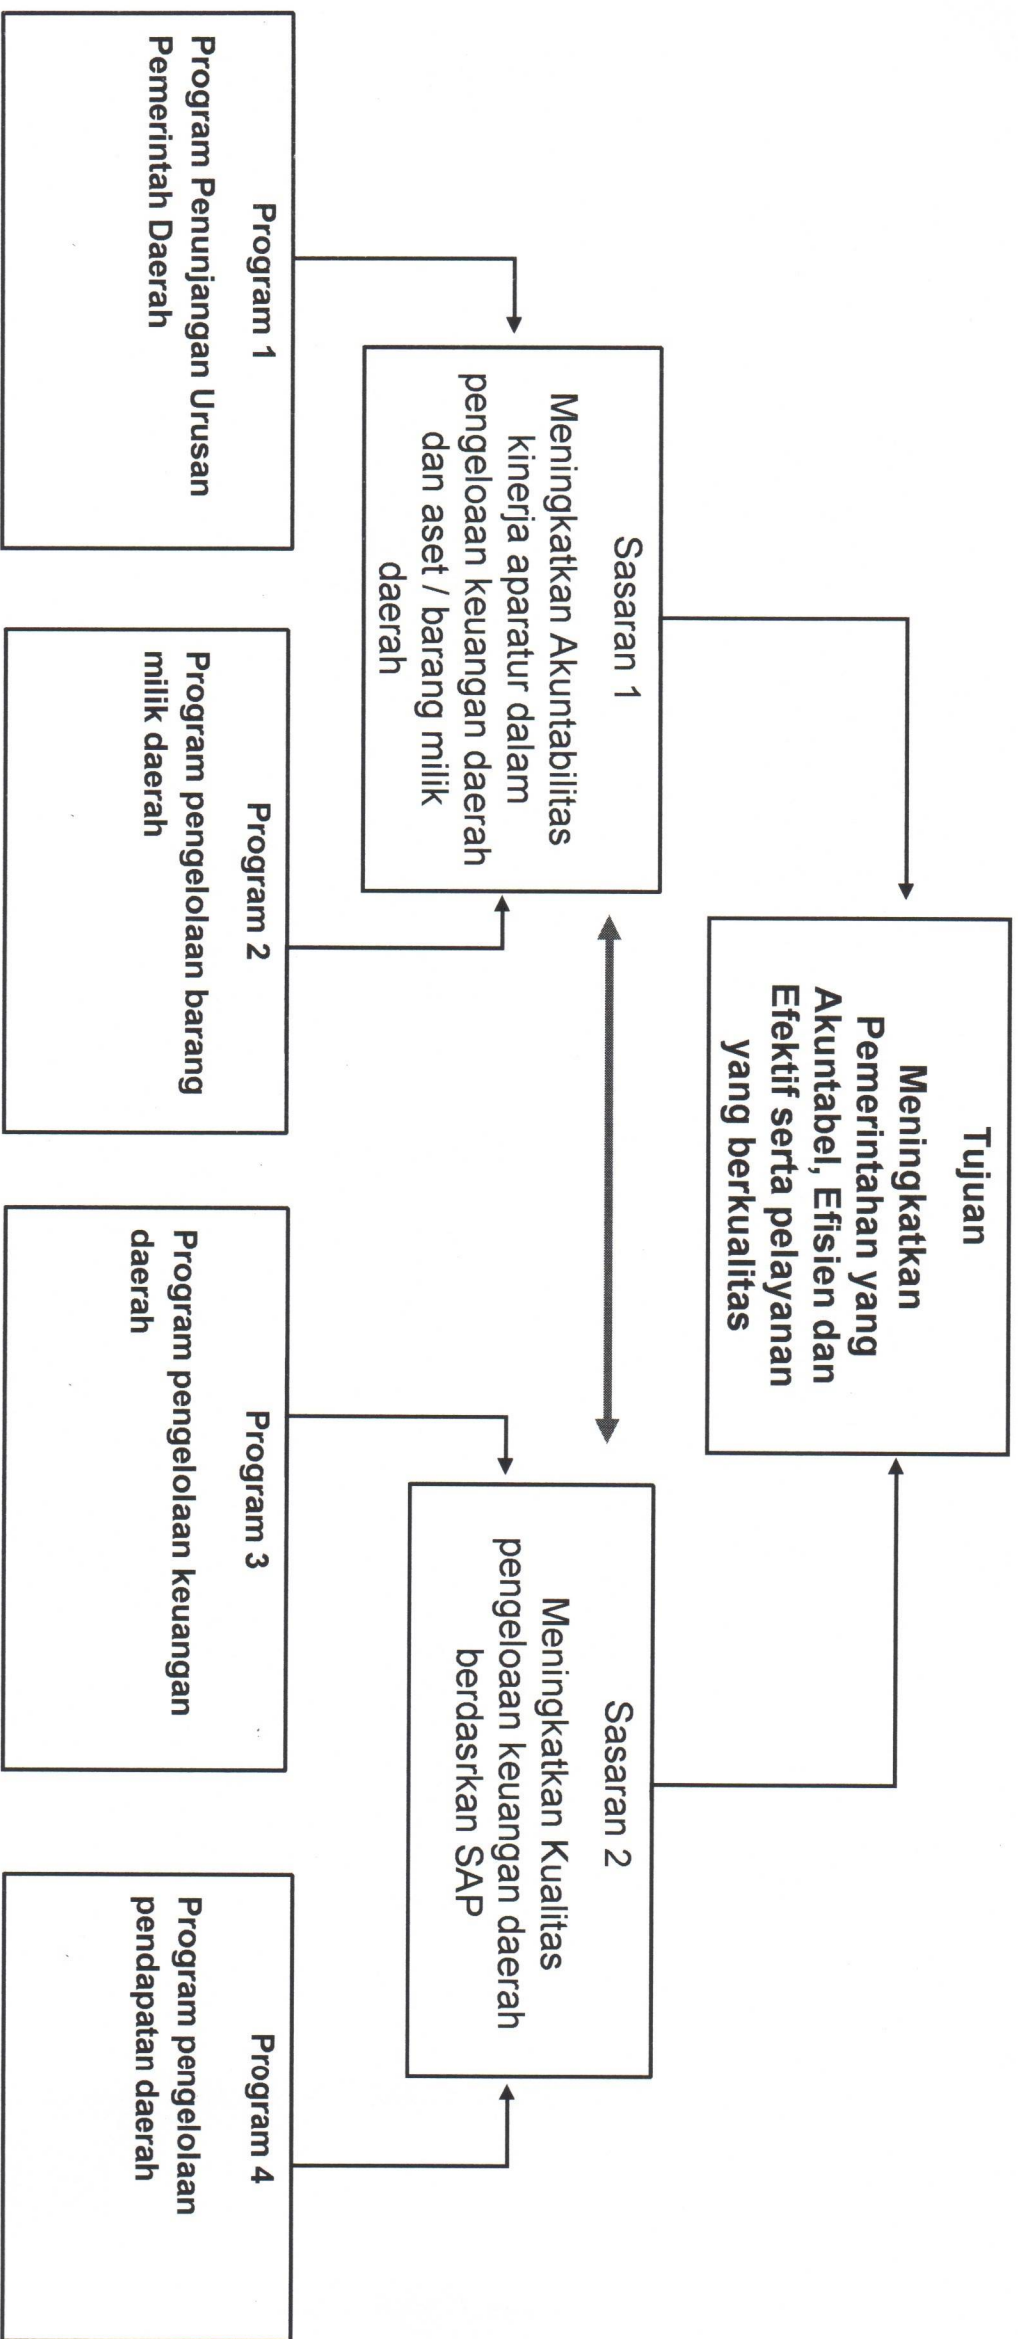 Tujuan
Meningkatkan
Pemerintahan yang
Akuntabel, Efisien dan
Efektif serta pelayanan
yang berkualitas
Sasaran 1
Meningkatkan Akuntabilitas
kinerja aparatur dalam
pengeloaan keuangan daerah
dan aset / barang milik
daerah
Sasaran 2
Meningkatkan Kualitas
pengeloaan keuangan daerah
berdasrkan SAP
Program 1
Program Penunjangan Urusan
Pemerintah Daerah
Program 2
Program pengelolaan barang
milik daerah
Program 3
Program pengelolaan keuangan
daerah
Program 4
Program pengelolaan
pendapatan daerah